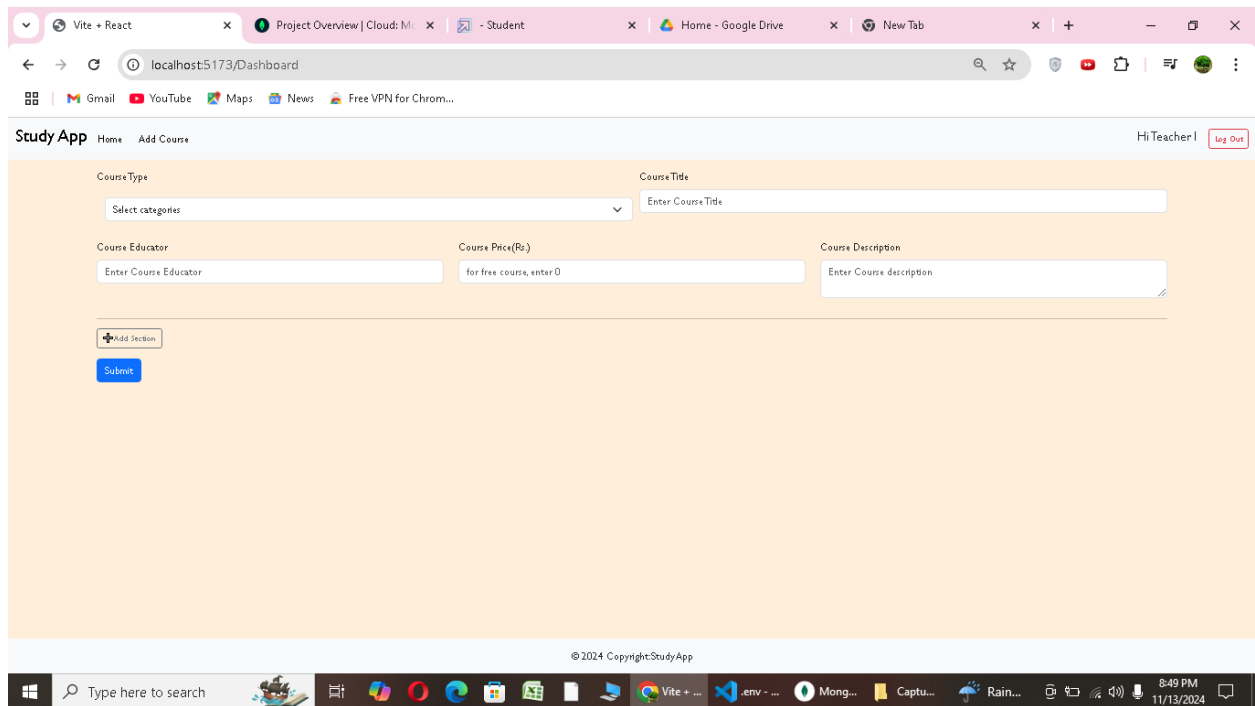 Vite + React
Project Overview | Cloud: Mc
- Student
Home - Google Drive
New Tab
localhost:5173/Dashboard
Gmail
YouTube
Maps
News
Free VPN for Chrom...
Study App
Home
Add Course
Hi Teacher1
Log Out
Course Type
Course Title
Select categories
Enter Course Title
Course Educator
Course Price(Rs.)
Course Description
Enter Course Educator
for free course, enter 0
Enter Course description
Add Section
Submit
© 2024 Copyright:Study App
Type here to search
Vite + ...
.env - ...
Mong...
Captu...
Rain...
8:49 PM
11/13/2024